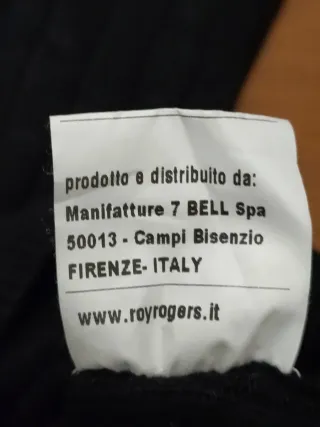 prodotto e distribuito da:
Manifatture 7 BELL Spa
50013 - Campi Bisenzio
FIRENZE- ITALY
www.royrogers.it